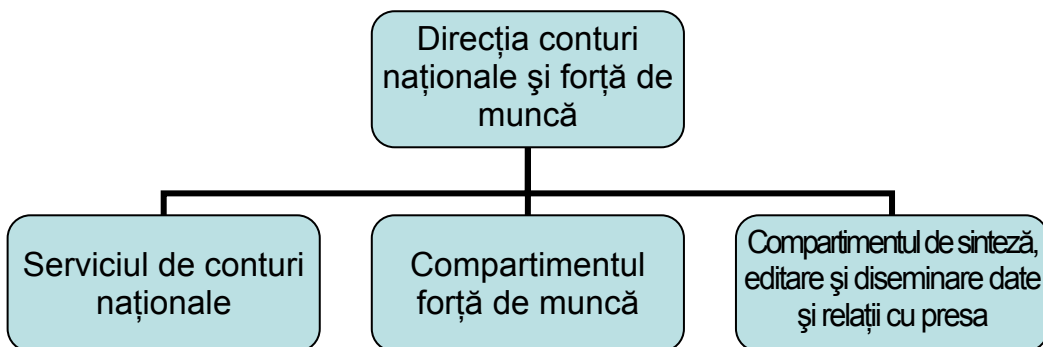 Direcția conturi
naționale şi forță de
muncă
Serviciul de conturi
naționale
Compartimentul
forță de muncă
Compartimentul de sinteză,
editare şi diseminare date
şi relații cu presa